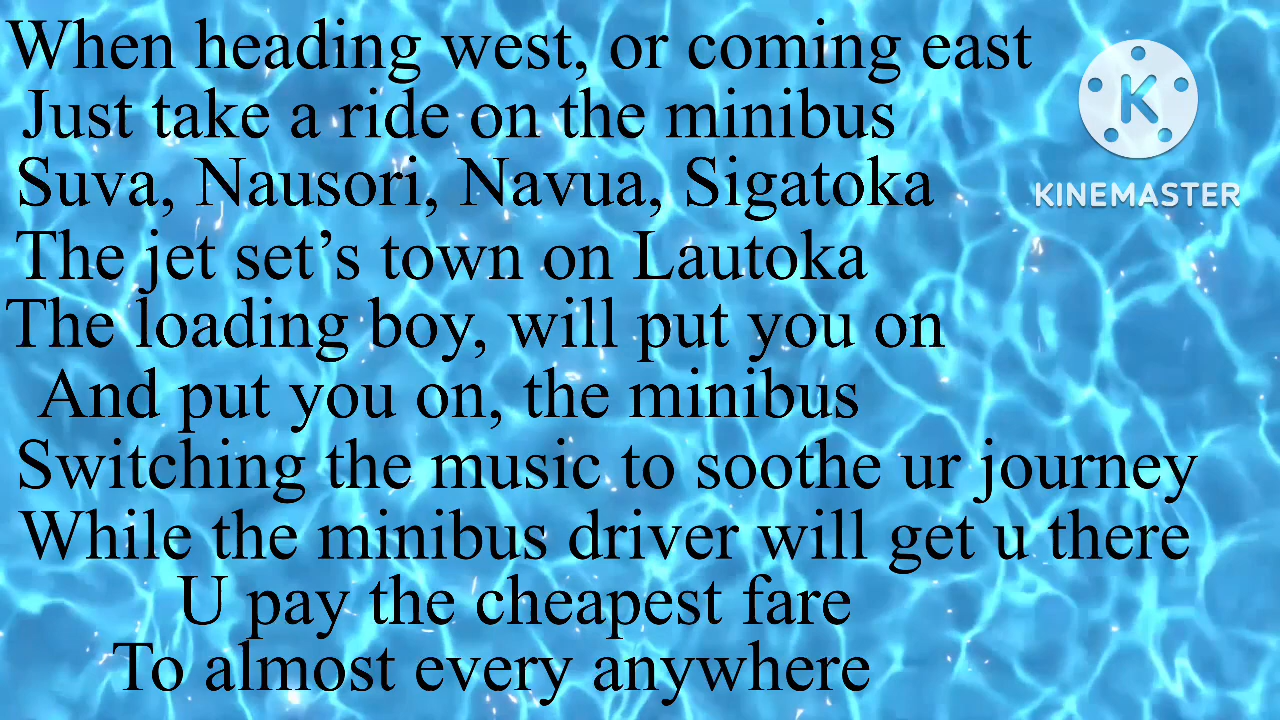 When heading west, or coming east
Just take a ride on the minibus
Suva, Nausori, Navua, Sigatoka
The jet set’s town on Lautoka
The loading boy, will put you on
And put you on, the minibus
Switching the music to soothe ur journey
While the minibus driver will get u there
U pay the cheapest fare
To almost every anywhere
K
KINEMASTER